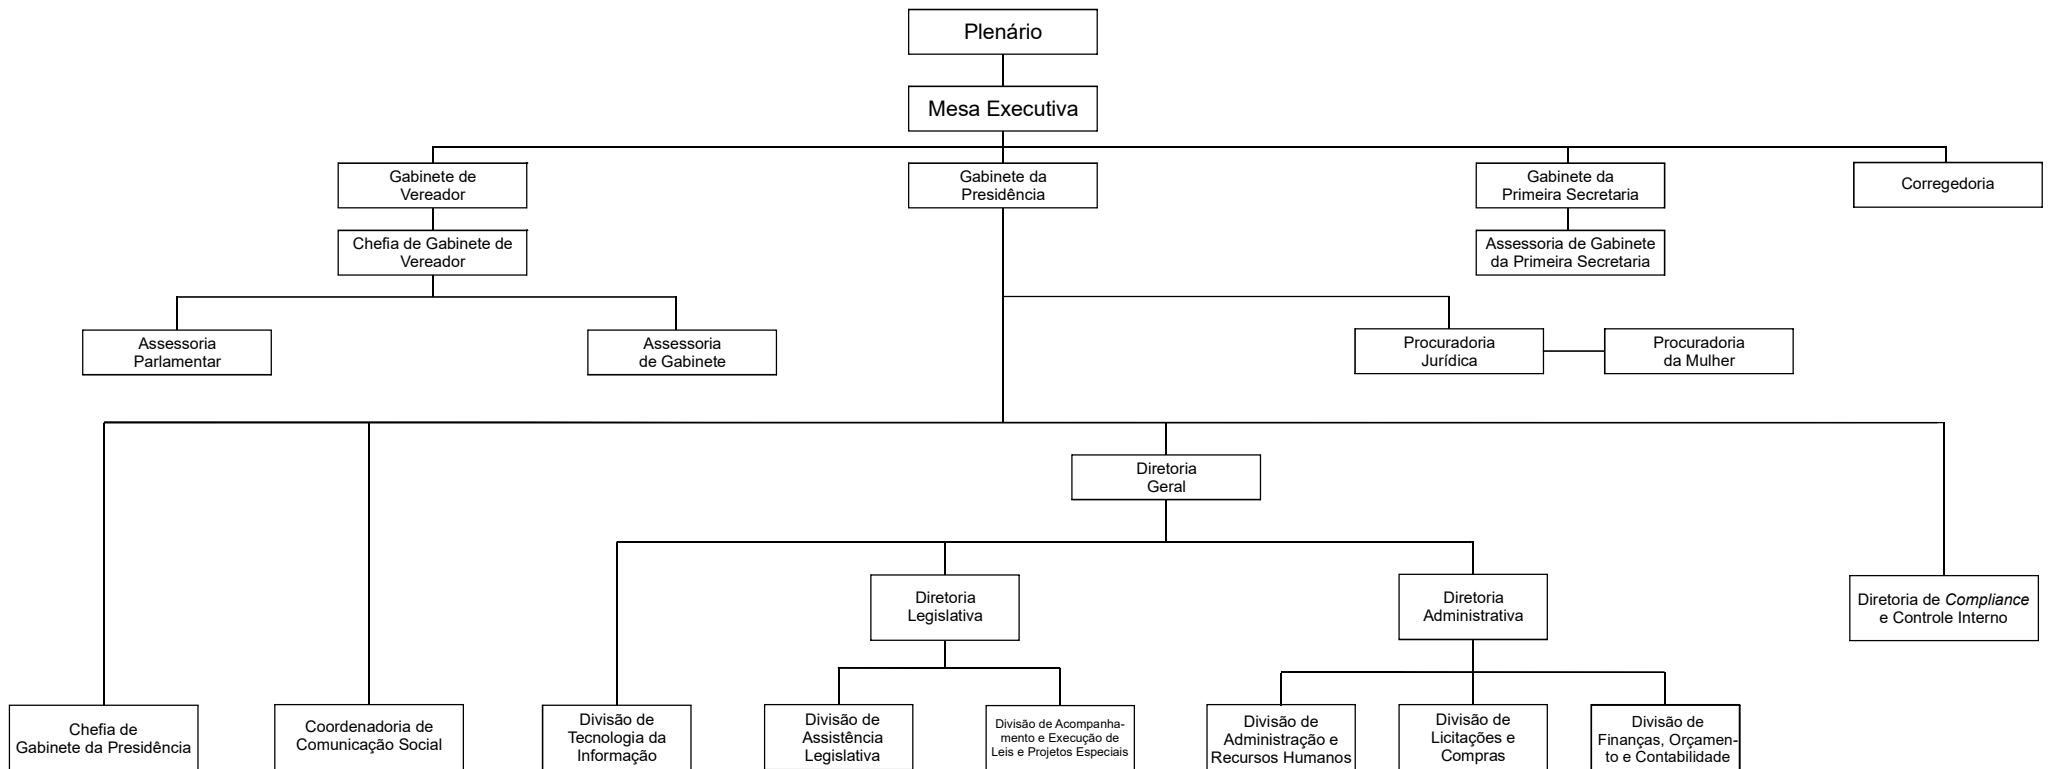 Plenário
Mesa Executiva
Gabinete de
Vereador
Gabinete da
Presidência
Gabinete da
Primeira Secretaria
Corregedoria
Chefia de Gabinete de
Vereador
Assessoria de Gabinete
da Primeira Secretaria
Assessoria
Parlamentar
Assessoria
de Gabinete
Procuradoria
Jurídica
Procuradoria
da Mulher
Diretoria
Geral
Diretoria
Legislativa
Diretoria
Administrativa
Diretoria de Compliance
e Controle Interno
Chefia de
Gabinete da Presidência
Coordenadoria de
Comunicação Social
Divisão de
Tecnologia da
Informação
Divisão de
Assistência
Legislativa
Divisão de Acompanha-
mento e Execução de
Leis e Projetos Especiais
Divisão de
Administração e
Recursos Humanos
Divisão de
Licitações e
Compras
Divisão de
Finanças, Orçamen-
to e Contabilidade